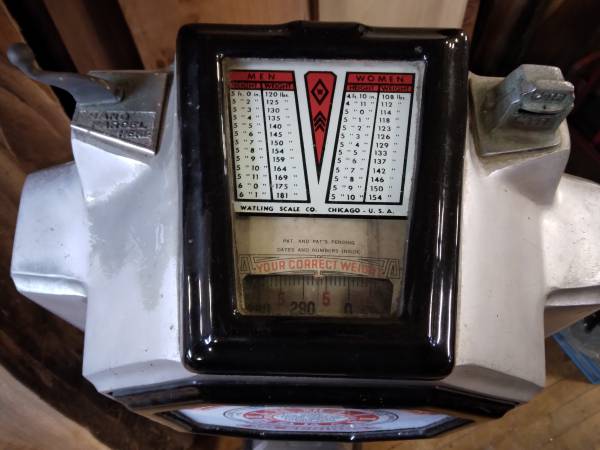 MEN
HEIGHT WEIGHT
5 ft. 0 in. 120 lbs.
5 " 2 " 125 "
5 " 3 " 130 "
5 " 4 " 135 "
5 " 5 " 140 "
5 " 6 " 145 "
5 " 7 " 150 "
5 " 8 " 154 "
5 " 9 " 159 "
5 " 10 " 164 "
5 " 11 " 169 "
6 " 0 " 175 "
6 " 1 " 181 "
WOMEN
HEIGHT WEIGHT
4 ft. 10 in. 108 lbs.
4 " 11 " 112 "
5 " 0 " 114 "
5 " 1 " 118 "
5 " 2 " 123 "
5 " 3 " 126 "
5 " 4 " 129 "
5 " 5 " 133 "
5 " 6 " 137 "
5 " 7 " 142 "
5 " 8 " 146 "
5 " 9 " 150 "
5 " 10 " 154 "
W
WATLING SCALE CO. CHICAGO - U.S.A.
PAT. AND PAT'S. PENDING
DATES AND NUMBERS INSIDE
YOUR CORRECT WEIGHT
5 5
280 290 0